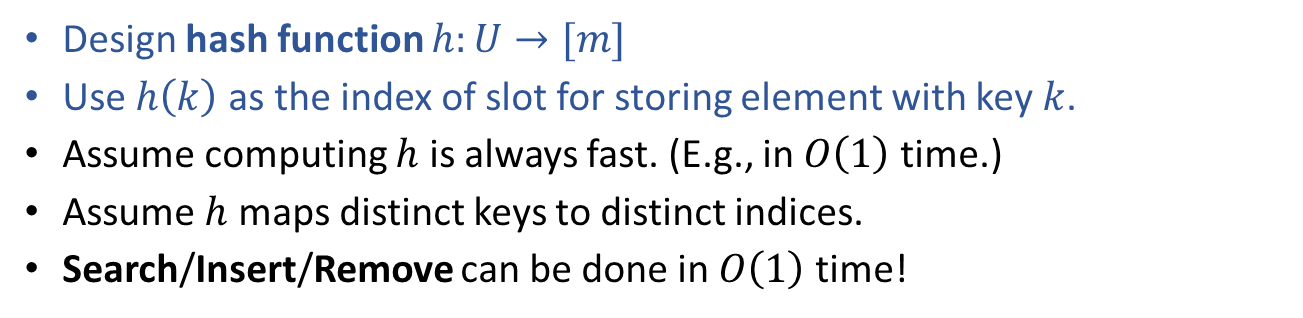 • Design hash function h: U → [m]
• Use h(k) as the index of slot for storing element with key k.
• Assume computing h is always fast. (E.g., in O(1) time.)
• Assume h maps distinct keys to distinct indices.
• Search/Insert/Remove can be done in O(1) time!